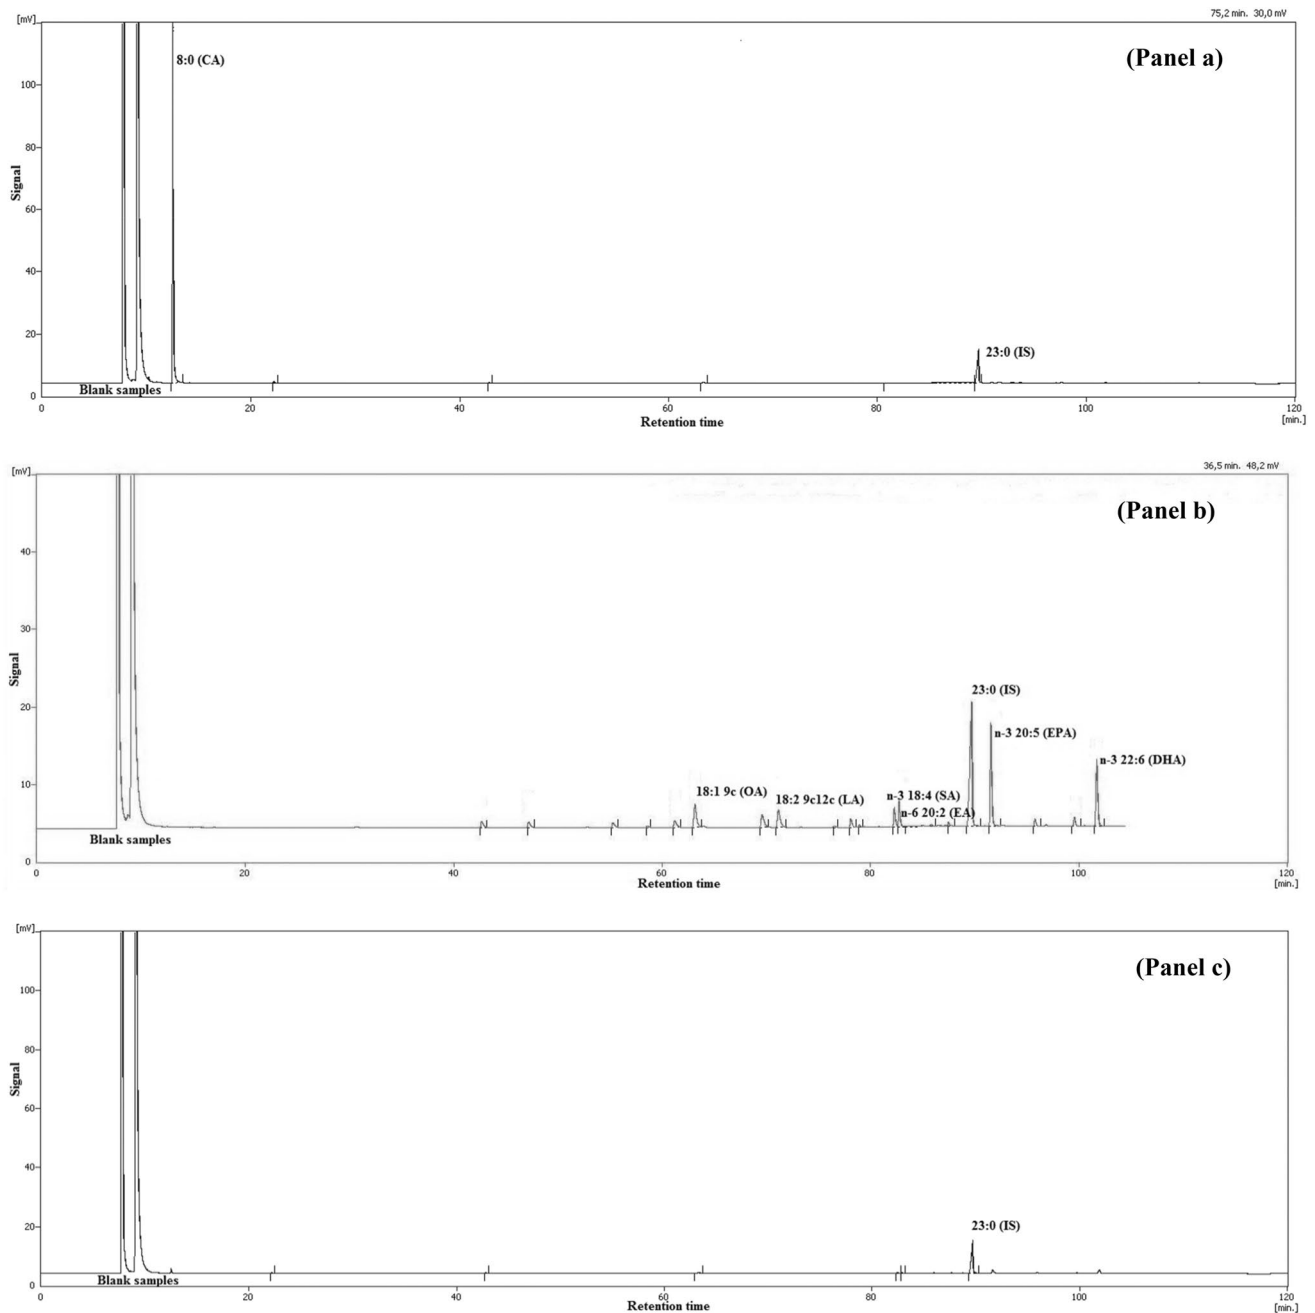 75,2 min. 30,0 mV
[mV]
(Panel a)
8:0 (CA)
100
80
Signal
60
40
20
23:0 (IS)
Blank samples
0
0 20 40 60 80 100 120
Retention time
[min.]
36,5 min. 48,2 mV
[mV]
(Panel b)
40
30
Signal
23:0 (IS)
20
n-3 20:5 (EPA)
n-3 22:6 (DHA)
18:1 9c (OA)
18:2 9c12c (LA)
n-3 18:4 (SA)
10
n-6 20:2 (EA)
Blank samples
0
0 20 40 60 80 100 120
Retention time
[min.]
[mV]
(Panel c)
100
80
Signal
60
40
20
23:0 (IS)
Blank samples
0
0 20 40 60 80 100 120
Retention time
[min.]